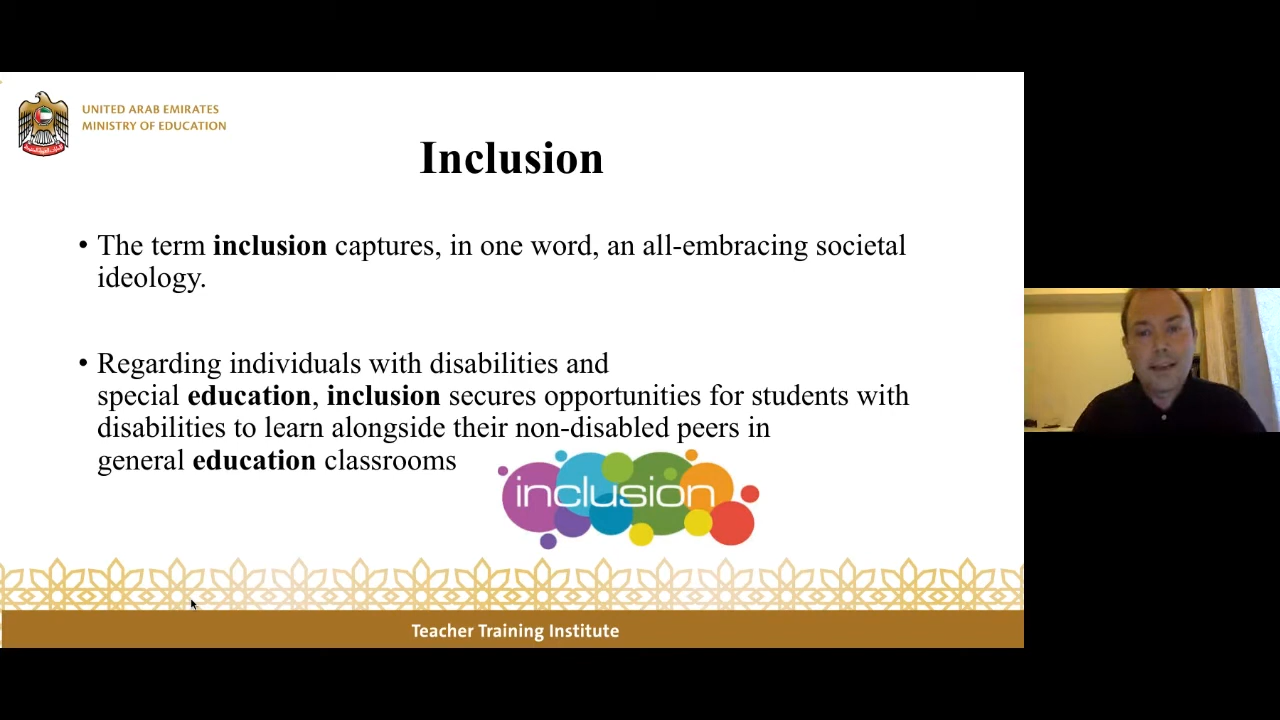 UNITED ARAB EMIRATES
MINISTRY OF EDUCATION
Inclusion
• The term inclusion captures, in one word, an all-embracing societal
ideology.
• Regarding individuals with disabilities and
special education, inclusion secures opportunities for students with
disabilities to learn alongside their non-disabled peers in
general education classrooms
inclusion
Teacher Training Institute